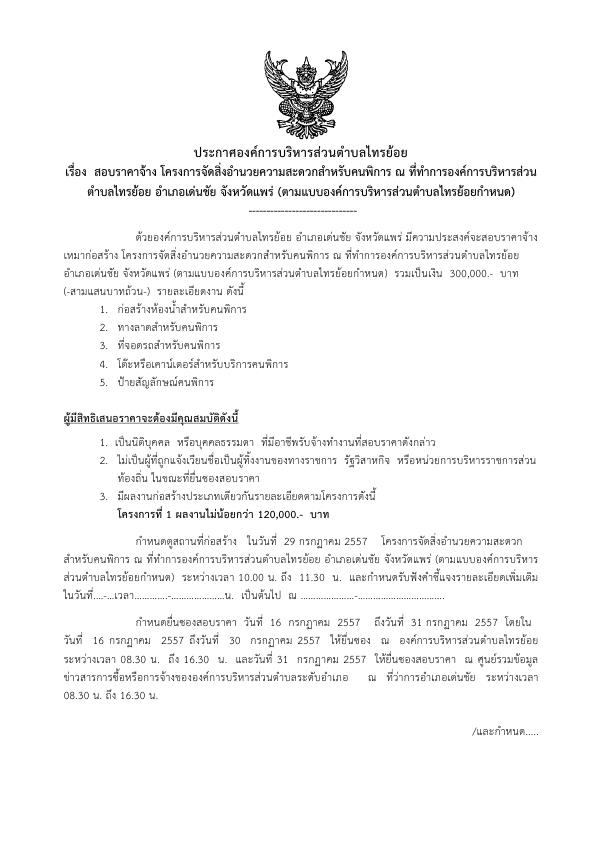 ประกาศองค์การบริหารส่วนตำบลไทรย้อย
เรื่อง สอบราคาจ้าง โครงการจัดสิ่งอำนวยความสะดวกสำหรับคนพิการ ณ ที่ทำการองค์การบริหารส่วน
ตำบลไทรย้อย อำเภอเด่นชัย จังหวัดแพร่ (ตามแบบองค์การบริหารส่วนตำบลไทรย้อยกำหนด)
------------------------------
ด้วยองค์การบริหารส่วนตำบลไทรย้อย อำเภอเด่นชัย จังหวัดแพร่ มีความประสงค์จะสอบราคาจ้าง
เหมาก่อสร้าง โครงการจัดสิ่งอำนวยความสะดวกสำหรับคนพิการ ณ ที่ทำการองค์การบริหารส่วนตำบลไทรย้อย
อำเภอเด่นชัย จังหวัดแพร่ (ตามแบบองค์การบริหารส่วนตำบลไทรย้อยกำหนด) รวมเป็นเงิน 300,000.- บาท
(-สามแสนบาทถ้วน-) รายละเอียดงาน ดังนี้
1. ก่อสร้างห้องน้ำสำหรับคนพิการ
2. ทางลาดสำหรับคนพิการ
3. ที่จอดรถสำหรับคนพิการ
4. โต๊ะหรือเคาน์เตอร์สำหรับบริการคนพิการ
5. ป้ายสัญลักษณ์คนพิการ
ผู้มีสิทธิเสนอราคาจะต้องมีคุณสมบัติดังนี้
1. เป็นนิติบุคคล หรือบุคคลธรรมดา ที่มีอาชีพรับจ้างทำงานที่สอบราคาดังกล่าว
2. ไม่เป็นผู้ที่ถูกแจ้งเวียนชื่อเป็นผู้ทิ้งงานของทางราชการ รัฐวิสาหกิจ หรือหน่วยการบริหารราชการส่วน
ท้องถิ่น ในขณะที่ยื่นซองสอบราคา
3. มีผลงานก่อสร้างประเภทเดียวกันรายละเอียดตามโครงการดังนี้
โครงการที่ 1 ผลงานไม่น้อยกว่า 120,000.- บาท
กำหนดดูสถานที่ก่อสร้าง ในวันที่ 29 กรกฎาคม 2557 โครงการจัดสิ่งอำนวยความสะดวก
สำหรับคนพิการ ณ ที่ทำการองค์การบริหารส่วนตำบลไทรย้อย อำเภอเด่นชัย จังหวัดแพร่ (ตามแบบองค์การบริหาร
ส่วนตำบลไทรย้อยกำหนด) ระหว่างเวลา 10.00 น. ถึง 11.30 น. และกำหนดรับฟังคำชี้แจงรายละเอียดเพิ่มเติม
ในวันที่....-...เวลา.............-.....................น. เป็นต้นไป ณ .....................-..................................
กำหนดยื่นซองสอบราคา วันที่ 16 กรกฎาคม 2557 ถึงวันที่ 31 กรกฎาคม 2557 โดยใน
วันที่ 16 กรกฎาคม 2557 ถึงวันที่ 30 กรกฎาคม 2557 ให้ยื่นซอง ณ องค์การบริหารส่วนตำบลไทรย้อย
ระหว่างเวลา 08.30 น. ถึง 16.30 น. และวันที่ 31 กรกฎาคม 2557 ให้ยื่นซองสอบราคา ณ ศูนย์รวมข้อมูล
ข่าวสารการซื้อหรือการจ้างขององค์การบริหารส่วนตำบลระดับอำเภอ ณ ที่ว่าการอำเภอเด่นชัย ระหว่างเวลา
08.30 น. ถึง 16.30 น.
/และกำหนด.....